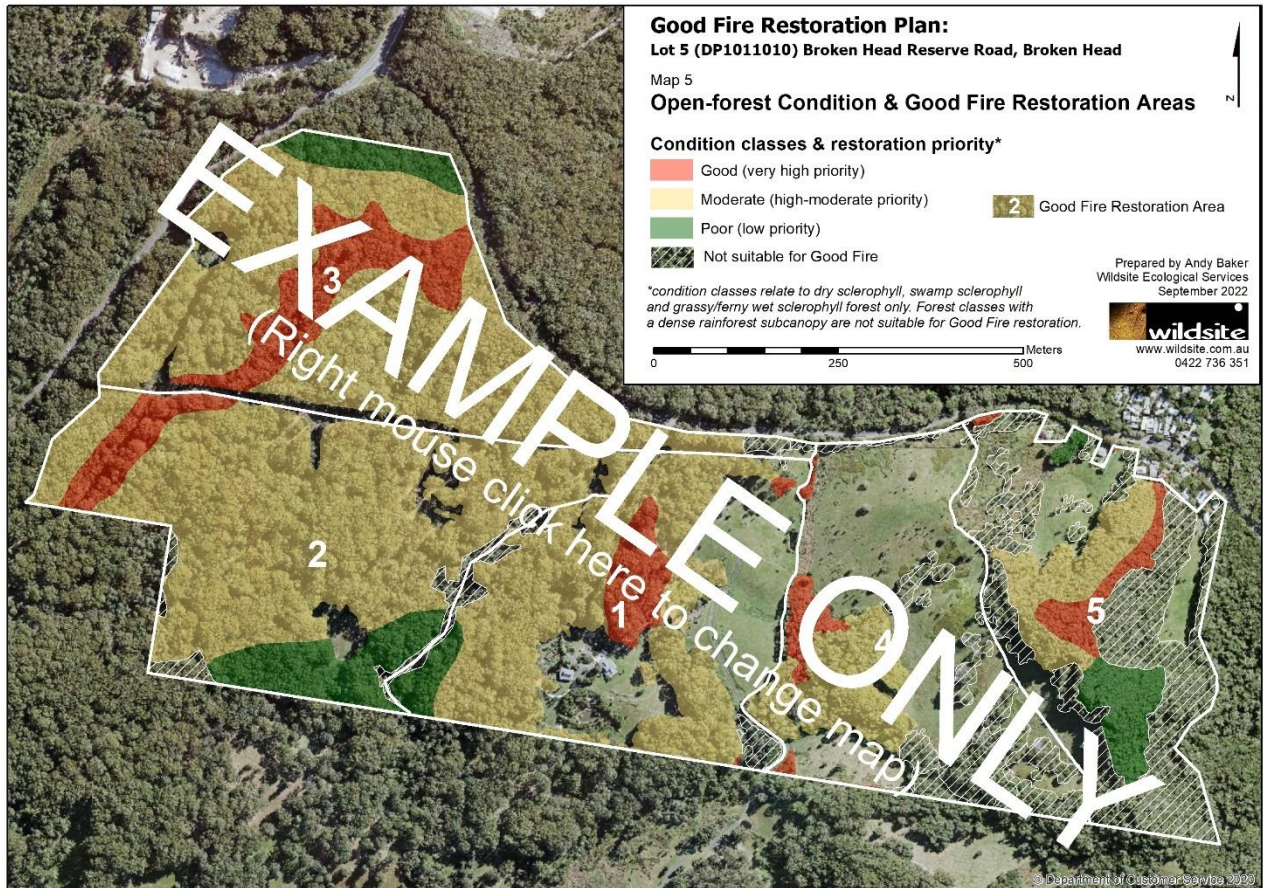 Good Fire Restoration Plan:
Lot 5 (DP1011010) Broken Head Reserve Road, Broken Head
Map 5
Open-forest Condition & Good Fire Restoration Areas
N
Condition classes & restoration priority*
Good (very high priority)
Moderate (high-moderate priority)
Poor (low priority)
Not suitable for Good Fire
2 Good Fire Restoration Area
*condition classes relate to dry sclerophyll, swamp sclerophyll
and grassy/ferny wet sclerophyll forest only. Forest classes with
a dense rainforest subcanopy are not suitable for Good Fire restoration.
Prepared by Andy Baker
Wildsite Ecological Services
September 2022
wildsite
www.wildsite.com.au
0422 736 351
0 250 500 Meters
EXAMPLE ONLY
(Right mouse click here to change map)
3
2
1
4
5
© Department of Customer Service 2020